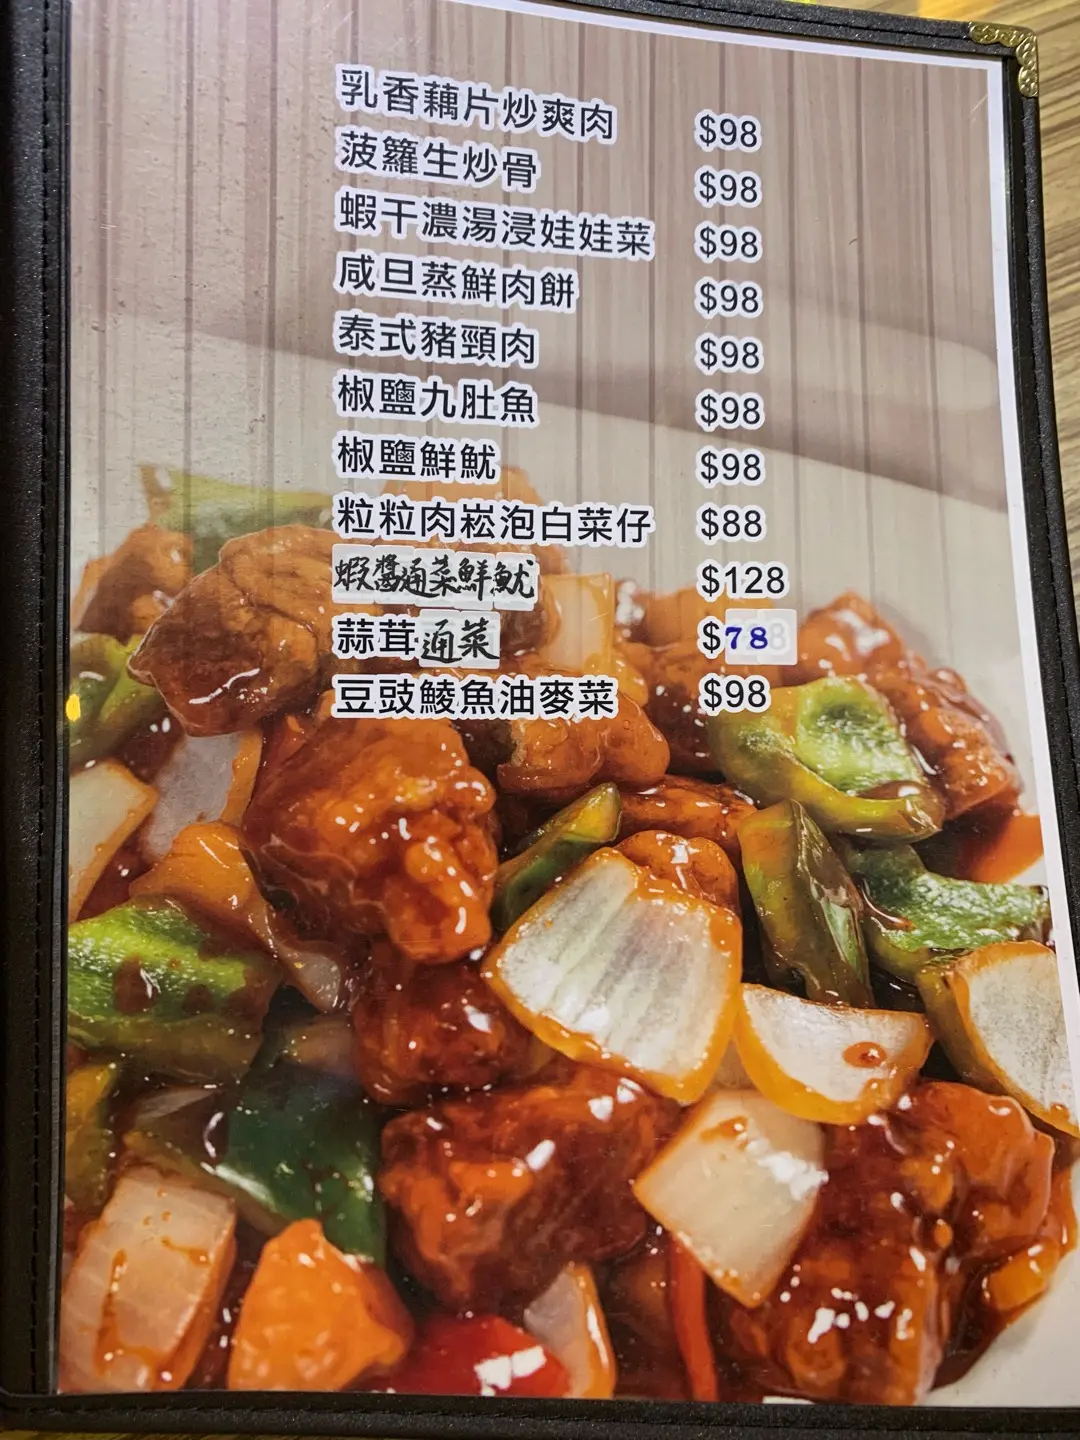 乳香藕片炒爽肉 $98
菠籮生炒骨 $98
蝦干濃湯浸娃娃菜 $98
咸旦蒸鮮肉餅 $98
泰式豬頸肉 $98
椒鹽九肚魚 $98
椒鹽鮮魷 $98
粒粒肉崧泡白菜仔 $88
蝦醬通菜鮮魷 $128
蒜茸通菜 $78
豆豉鯪魚油麥菜 $98